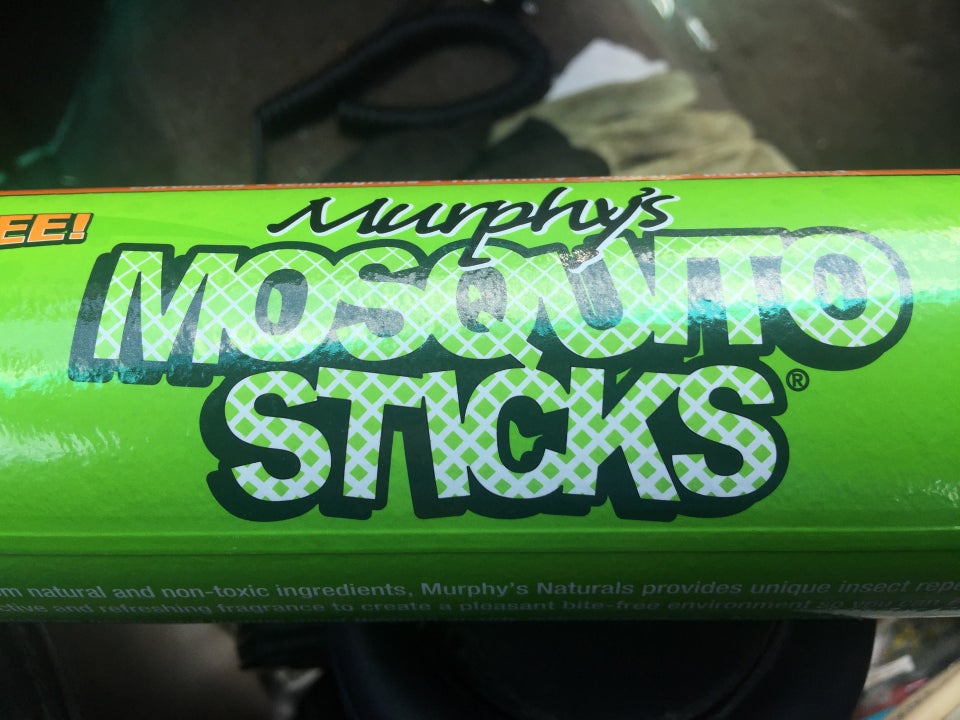 EE!
Murphy's
MOSQUITO
STICKS®
m natural and non-toxic ingredients, Murphy's Naturals provides unique insect repe
ctive and refreshing fragrance to create a pleasant bite-free environment